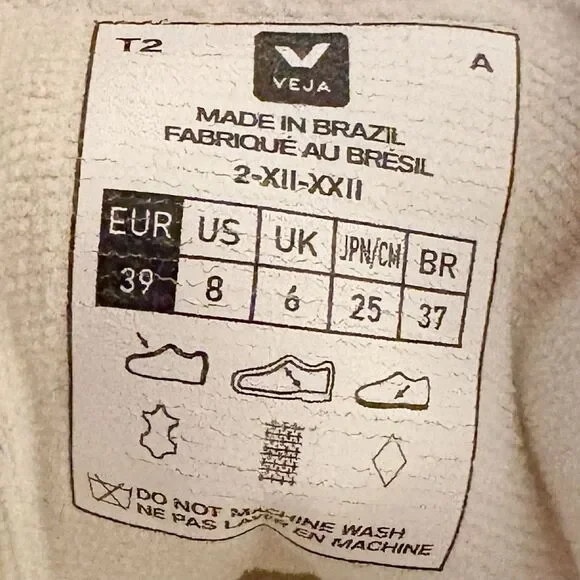 T2
VEJA
A
MADE IN BRAZIL
FABRIQUÉ AU BRÉSIL
2-XII-XXII
EUR US UK JPN/CM BR
39 8 6 25 37
DO NOT MACHINE WASH
NE PAS LAVER EN MACHINE